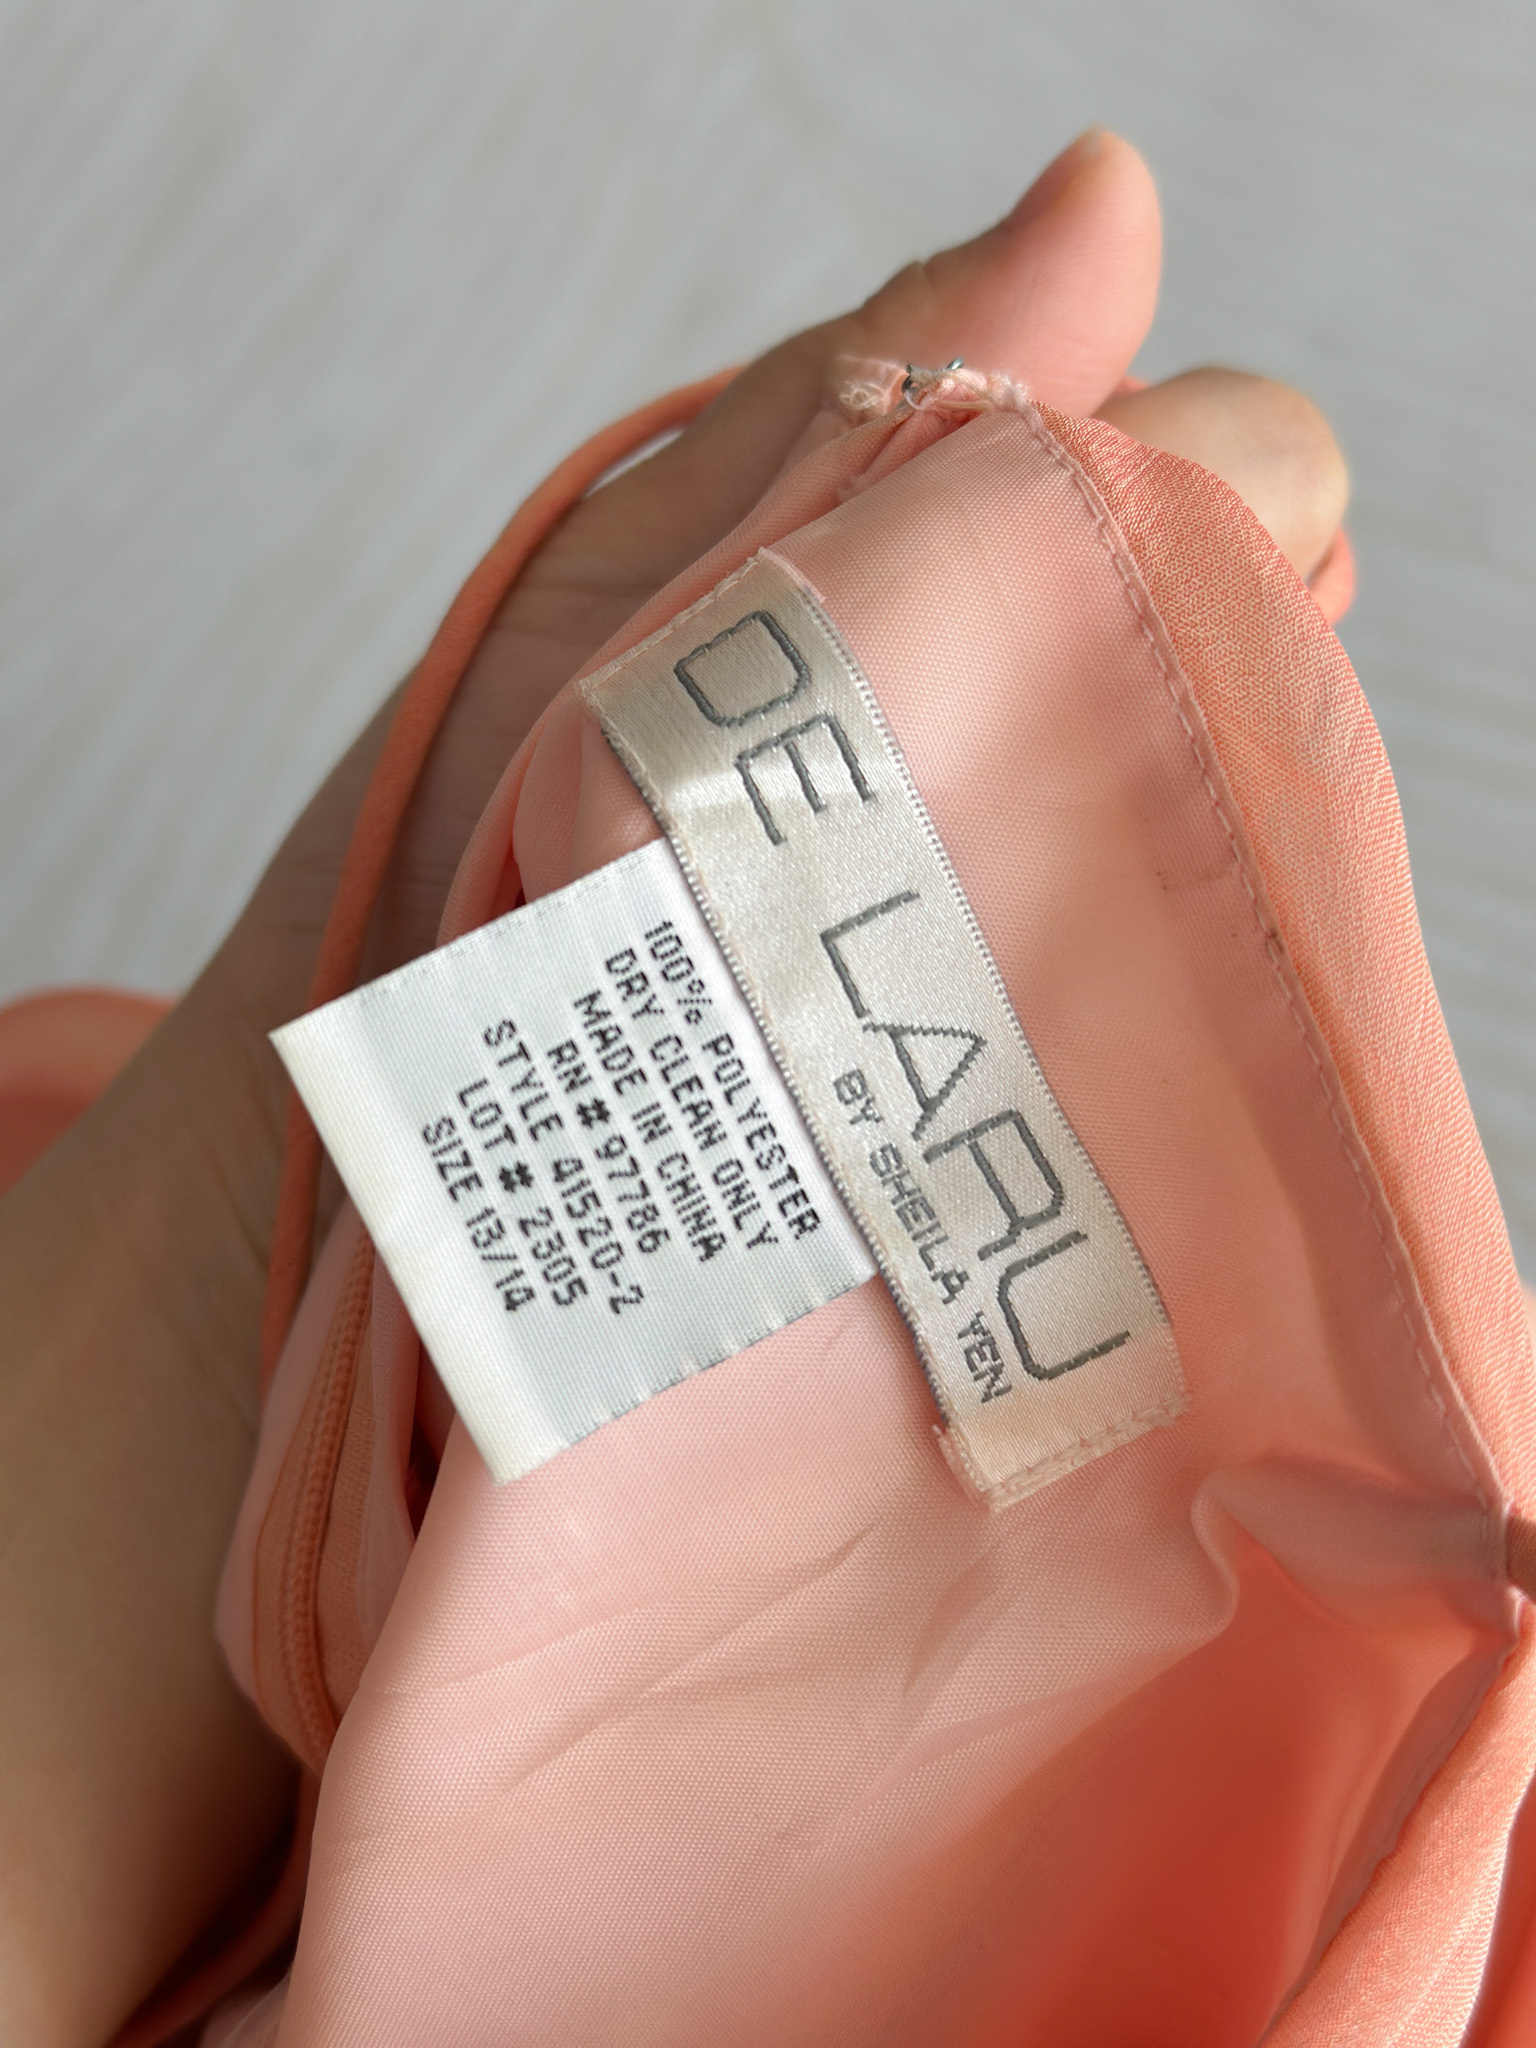 DE LARU
BY SHEILA YEN
100% POLYESTER
DRY CLEAN ONLY
MADE IN CHINA
RN # 97786
STYLE 41520-2
LOT # 2305
SIZE 13/14